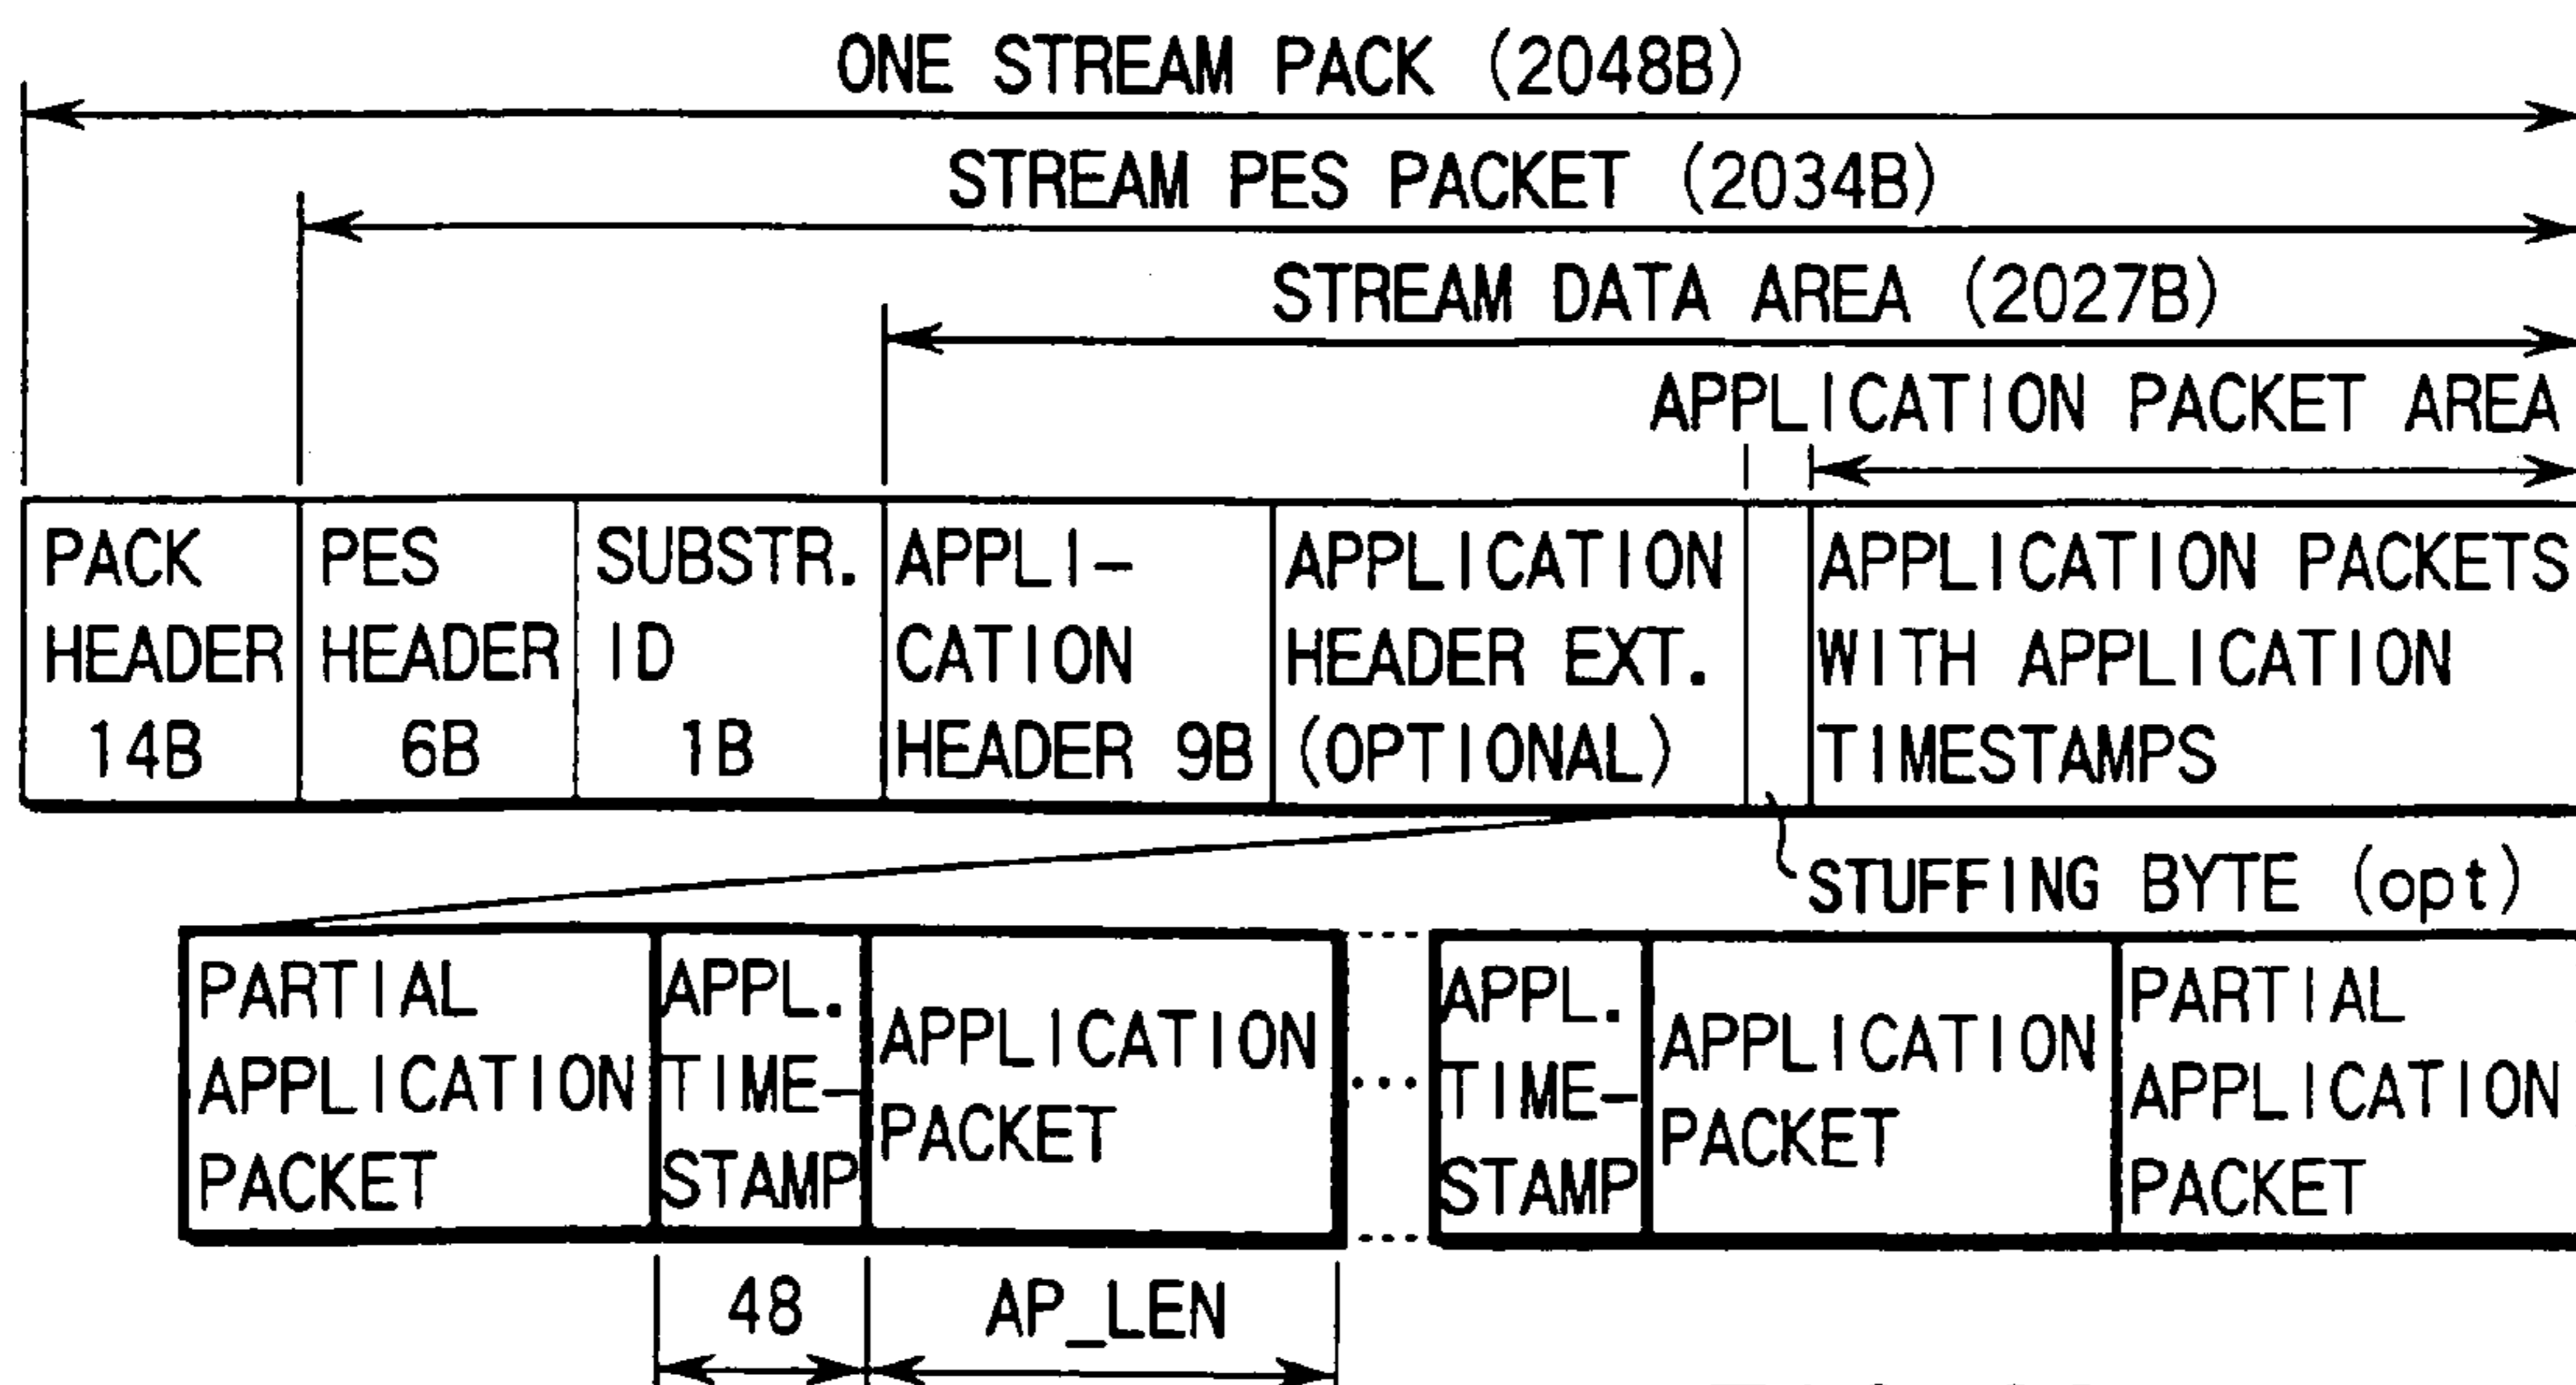 ONE STREAM PACK (2048B)
STREAM PES PACKET (2034B)
STREAM DATA AREA (2027B)
APPLICATION PACKET AREA
PACK
HEADER
14B
PES
HEADER
6B
SUBSTR.
ID
1B
APPLI-
CATION
HEADER 9B
APPLICATION
HEADER EXT.
(OPTIONAL)
APPLICATION PACKETS
WITH APPLICATION
TIMESTAMPS
STUFFING BYTE (opt)
PARTIAL
APPLICATION
PACKET
APPL.
TIME-
STAMP
APPLICATION
PACKET
...
APPL.
TIME-
STAMP
APPLICATION
PACKET
PARTIAL
APPLICATION
PACKET
48
AP_LEN